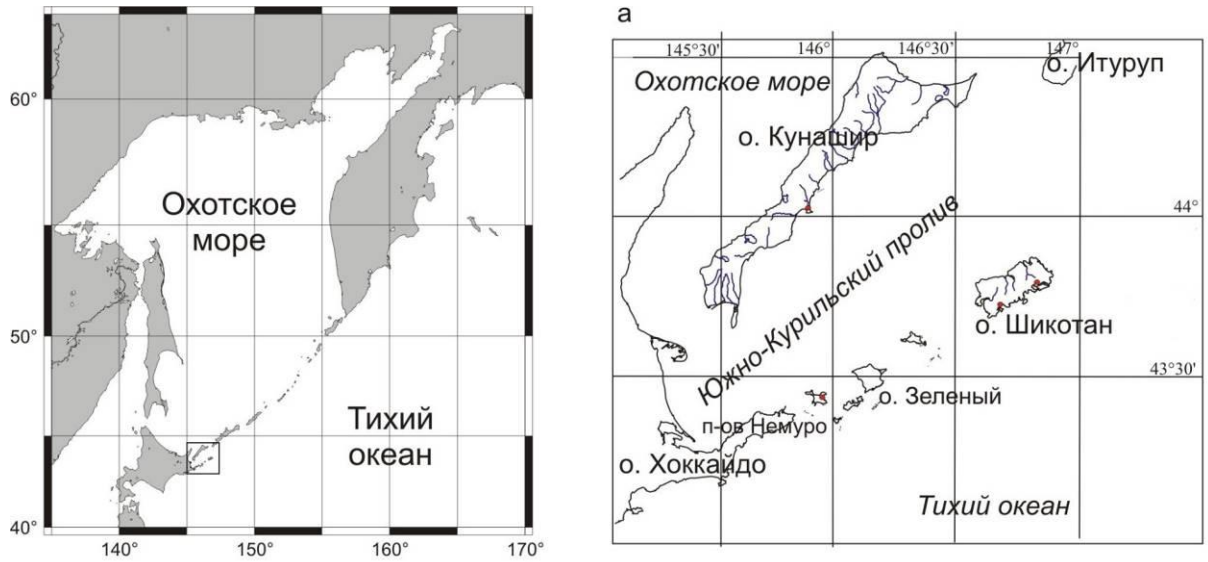 60°
50°
40°
140°
150°
160°
170°
Охотское
море
Тихий
океан
а
145°30'
146°
146°30'
147°
Охотское море
о. Итуруп
о. Кунашир
44°
Южно-Курильский пролив
о. Шикотан
43°30'
о. Зеленый
п-ов Немуро
о. Хоккайдо
Тихий океан